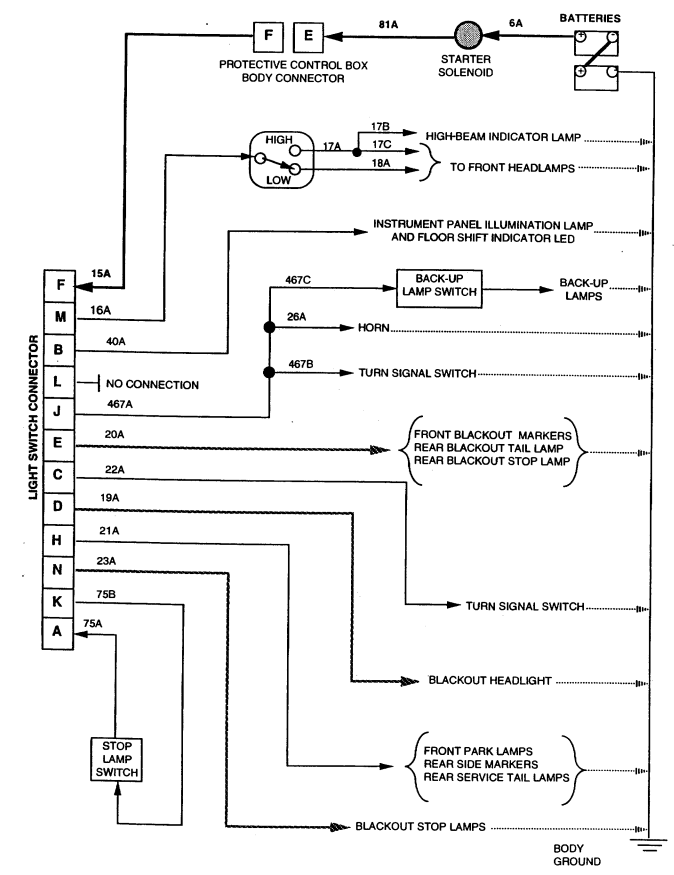 BATTERIES
81A
6A
F
E
+
-
+
-
PROTECTIVE CONTROL BOX
BODY CONNECTOR
STARTER
SOLENOID
HIGH
LOW
17A
17B
17C
18A
HIGH-BEAM INDICATOR LAMP
TO FRONT HEADLAMPS
INSTRUMENT PANEL ILLUMINATION LAMP
AND FLOOR SHIFT INDICATOR LED
LIGHT SWITCH CONNECTOR
F
15A
M
16A
B
40A
L
NO CONNECTION
J
467A
467C
BACK-UP
LAMP SWITCH
BACK-UP
LAMPS
26A
HORN
467B
TURN SIGNAL SWITCH
E
20A
FRONT BLACKOUT MARKERS
REAR BLACKOUT TAIL LAMP
REAR BLACKOUT STOP LAMP
C
22A
D
19A
H
21A
N
23A
K
75B
A
75A
TURN SIGNAL SWITCH
BLACKOUT HEADLIGHT
STOP
LAMP
SWITCH
FRONT PARK LAMPS
REAR SIDE MARKERS
REAR SERVICE TAIL LAMPS
BLACKOUT STOP LAMPS
BODY
GROUND